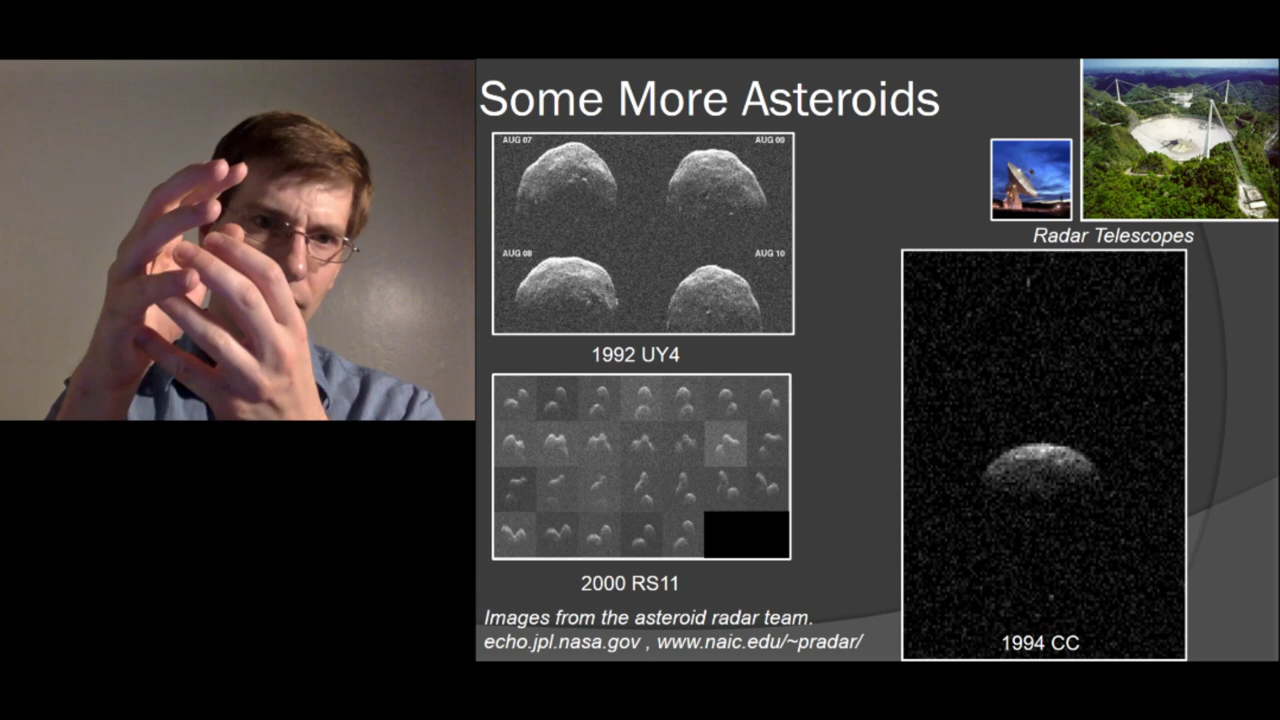 Some More Asteroids
AUG 07
AUG 09
AUG 08
AUG 10
1992 UY4
2000 RS11
Images from the asteroid radar team.
echo.jpl.nasa.gov , www.naic.edu/~pradar/
Radar Telescopes
1994 CC